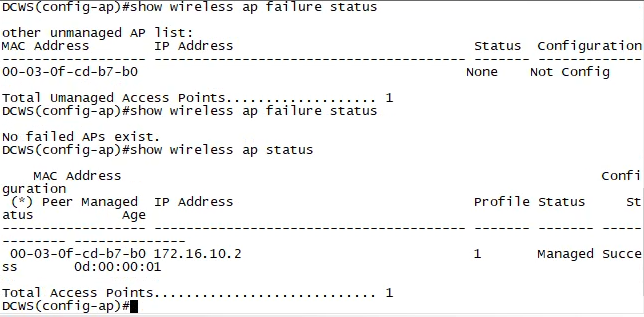 DCWS(config-ap)#show wireless ap failure status
other unmanaged AP list:
MAC Address IP Address Status Configuration
------------------ --------------------------------------- ------- -------------
00-03-0f-cd-b7-b0 None Not Config
Total Umanaged Access Points................... 1
DCWS(config-ap)#show wireless ap failure status
No failed APs exist.
DCWS(config-ap)#show wireless ap status
MAC Address Confi
guration
(*) Peer Managed IP Address Profile Status St
atus Age
------------------ --------------------------------------- ------- ------- -----
-------- --------------
00-03-0f-cd-b7-b0 172.16.10.2 1 Managed Succe
ss 0d:00:00:01
Total Access Points............................ 1
DCWS(config-ap)#